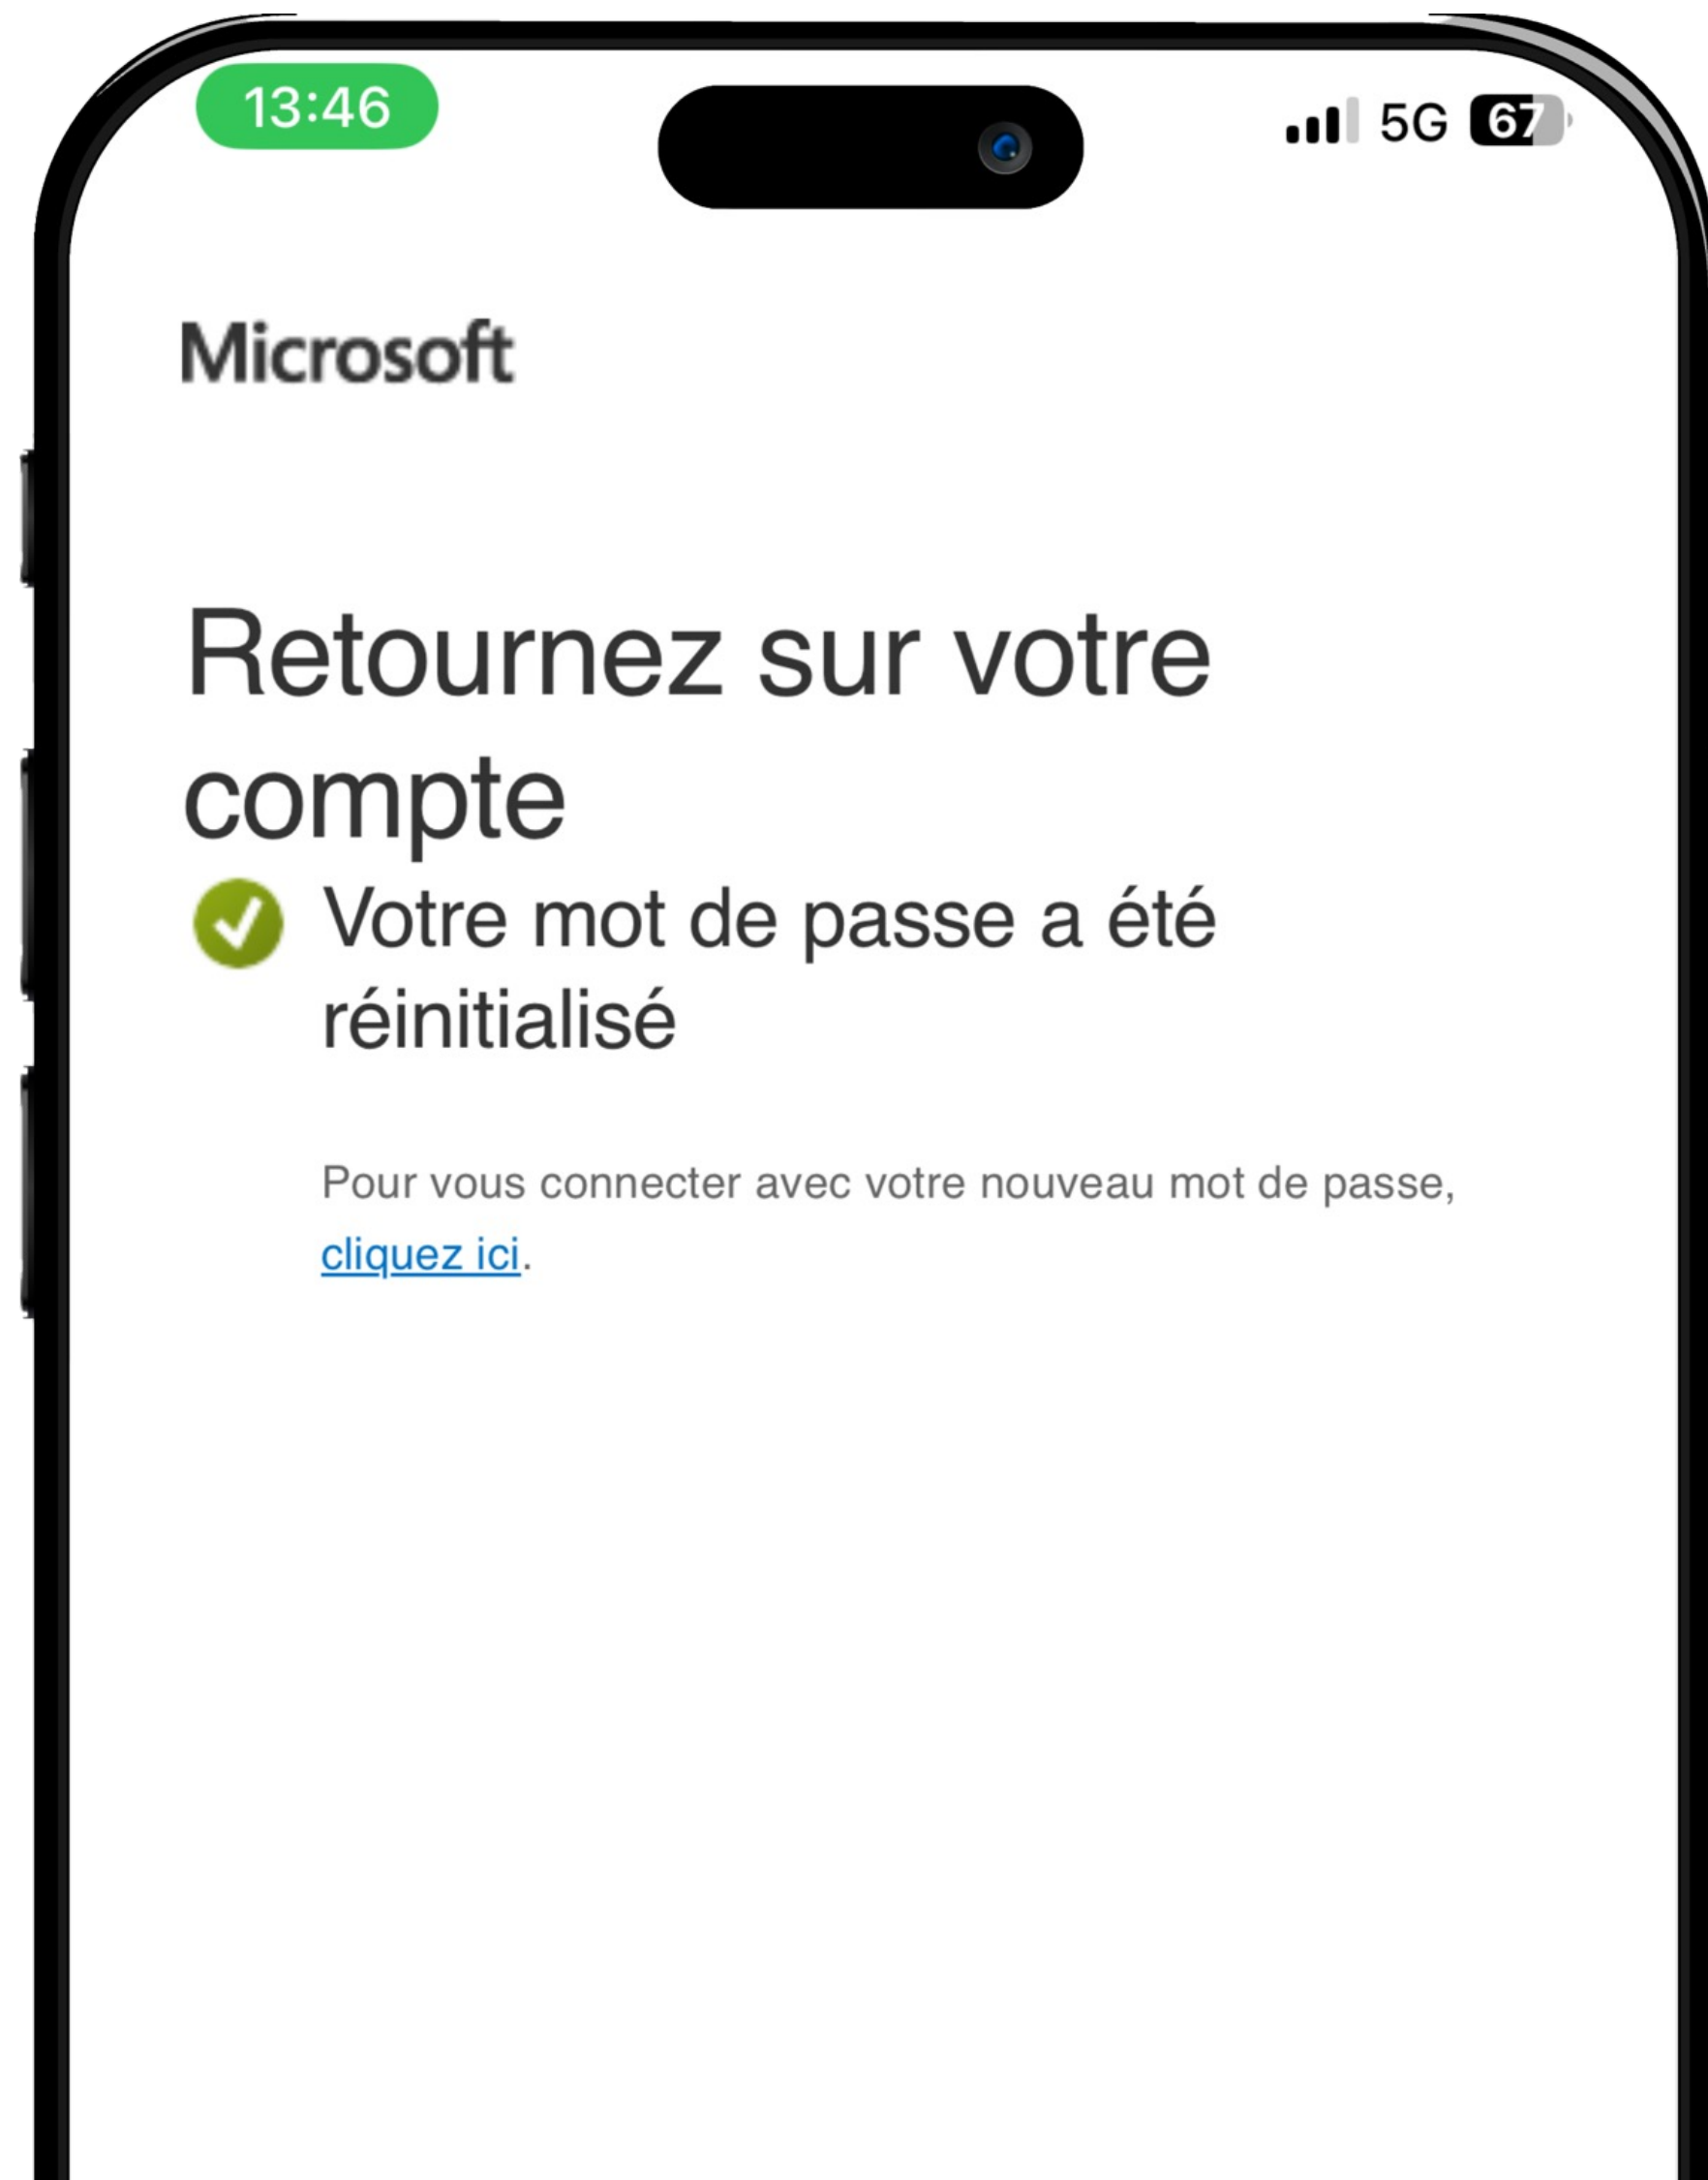 13:46
5G 67
Microsoft
Retournez sur votre
compte
Votre mot de passe a été
réinitialisé
Pour vous connecter avec votre nouveau mot de passe,
cliquez ici.